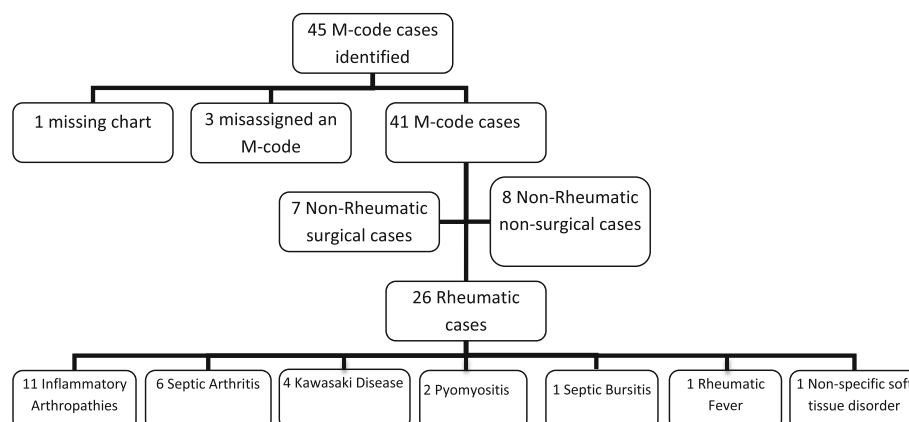 45 M-code cases
identified
1 missing chart
3 misassigned an
M-code
41 M-code cases
7 Non-Rheumatic
surgical cases
8 Non-Rheumatic
non-surgical cases
26 Rheumatic
cases
11 Inflammatory
Arthropathies
6 Septic Arthritis
4 Kawasaki Disease
2 Pyomyositis
1 Septic Bursitis
1 Rheumatic
Fever
1 Non-specific soft
tissue disorder